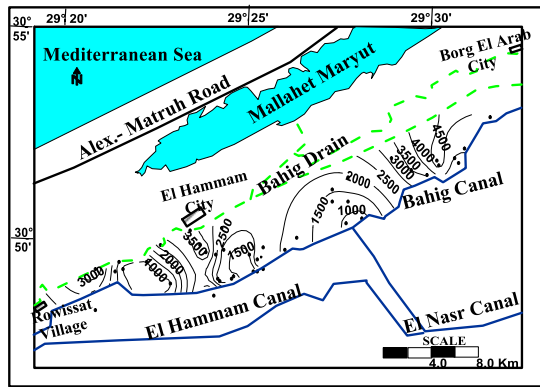 29° 20' 29° 25' 29° 30'
30°
55'
Mediterranean Sea
N
Alex.- Matruh Road
Mallahet Maryut
Borg El Arab
City
Bahig Drain
El Hammam
City
4500
4000
3500
3000
2500
2000
1500
1000
Bahig Canal
3500
2500
2000
1500
4000
3000
30°
50'
Rowissat
Village
El Hammam Canal
El Nasr Canal
SCALE
4.0 8.0 Km